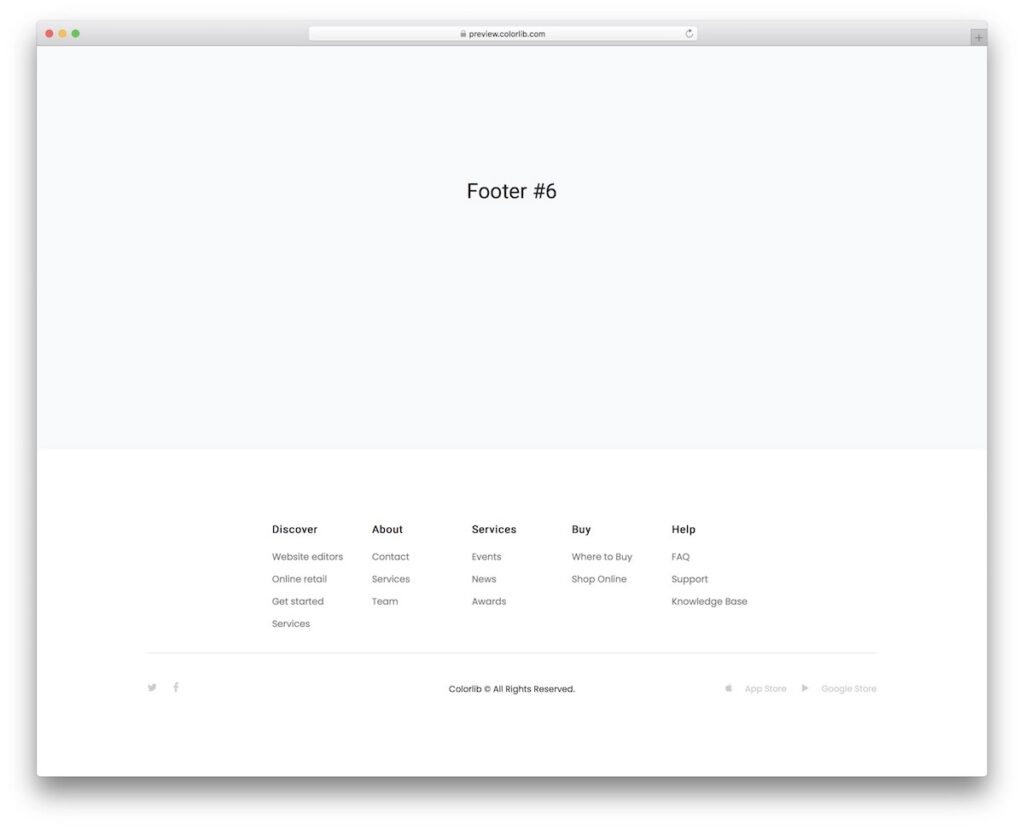 preview.colorlib.com
Footer #6
Discover
Website editors
Online retail
Get started
Services
About
Contact
Services
Team
Services
Events
News
Awards
Buy
Where to Buy
Shop Online
Help
FAQ
Support
Knowledge Base
Colorlib © All Rights Reserved.
App Store
Google Store